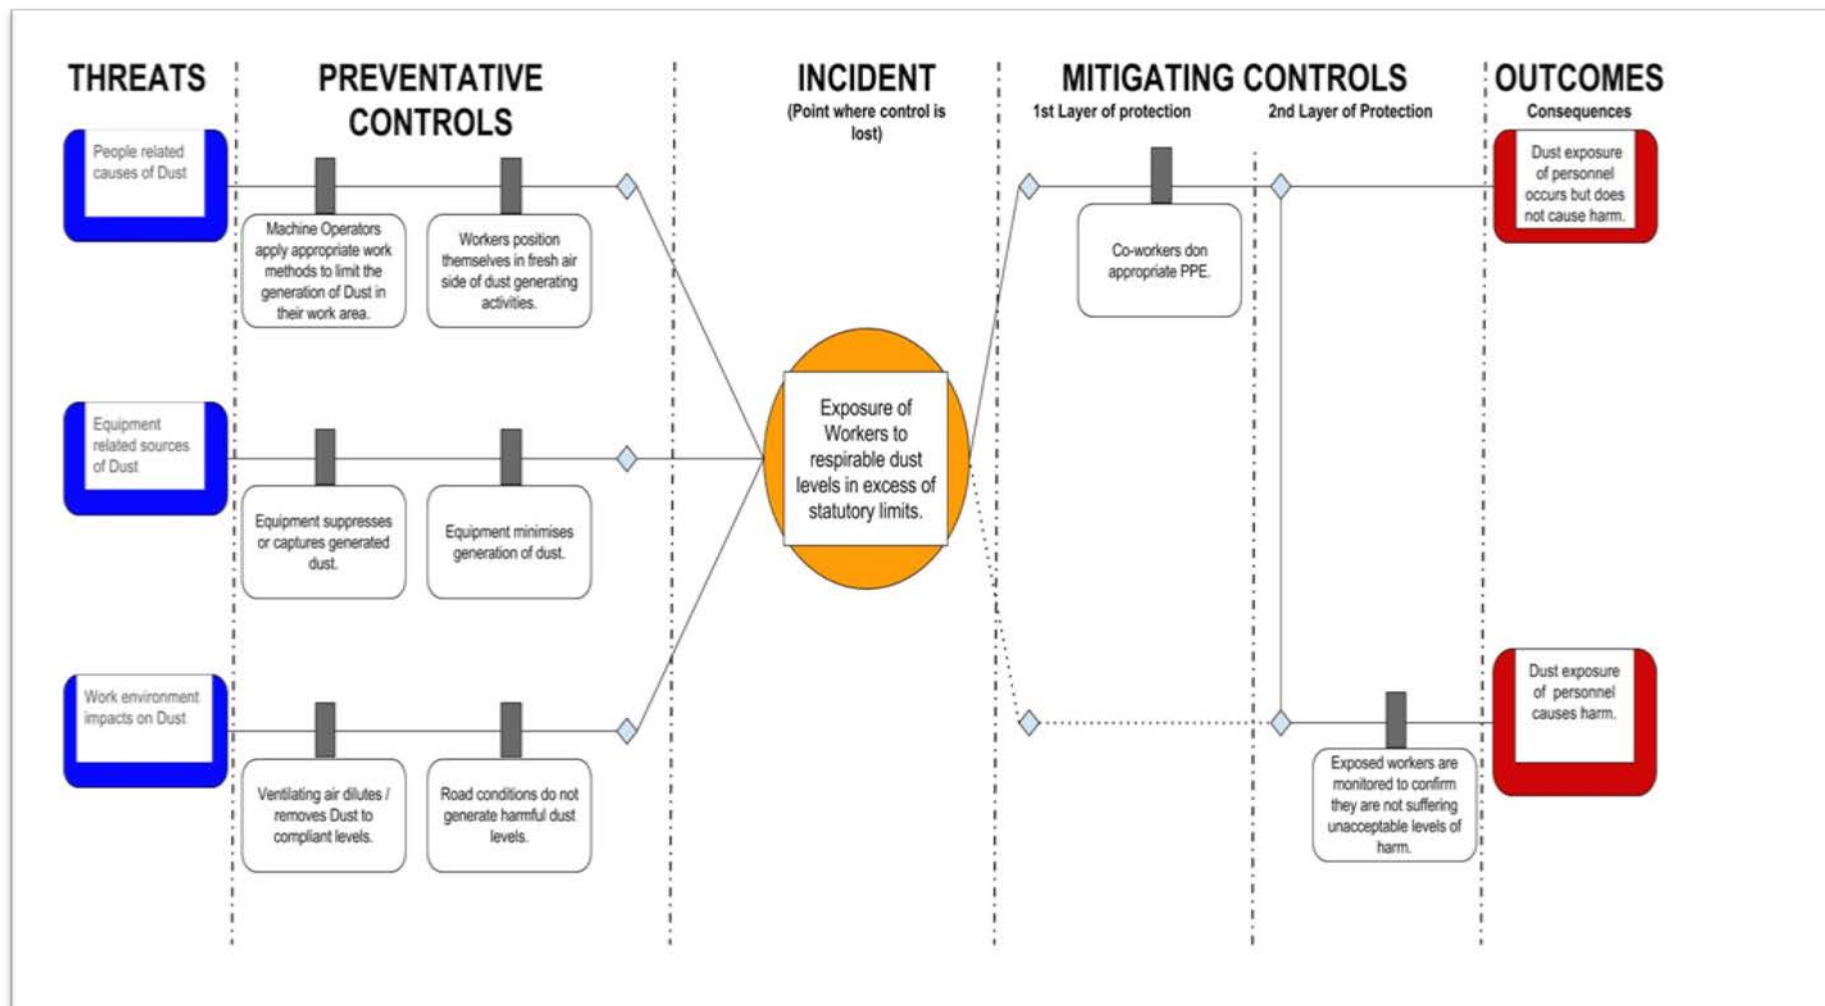 THREATS
PREVENTATIVE
CONTROLS
INCIDENT
(Point where control is
lost)
MITIGATING CONTROLS
1st Layer of protection
2nd Layer of Protection
OUTCOMES
Consequences
People related
causes of Dust
Machine Operators
apply appropriate work
methods to limit the
generation of Dust in
their work area.
Workers position
themselves in fresh air
side of dust generating
activities.
Co-workers don
appropriate PPE.
Dust exposure
of personnel
occurs but does
not cause harm.
Equipment
related sources
of Dust
Equipment suppresses
or captures generated
dust.
Equipment minimises
generation of dust.
Exposure of
Workers to
respirable dust
levels in excess of
statutory limits.
Work environment
impacts on Dust
Ventilating air dilutes /
removes Dust to
compliant levels.
Road conditions do not
generate harmful dust
levels.
Exposed workers are
monitored to confirm
they are not suffering
unacceptable levels of
harm.
Dust exposure
of personnel
causes harm.